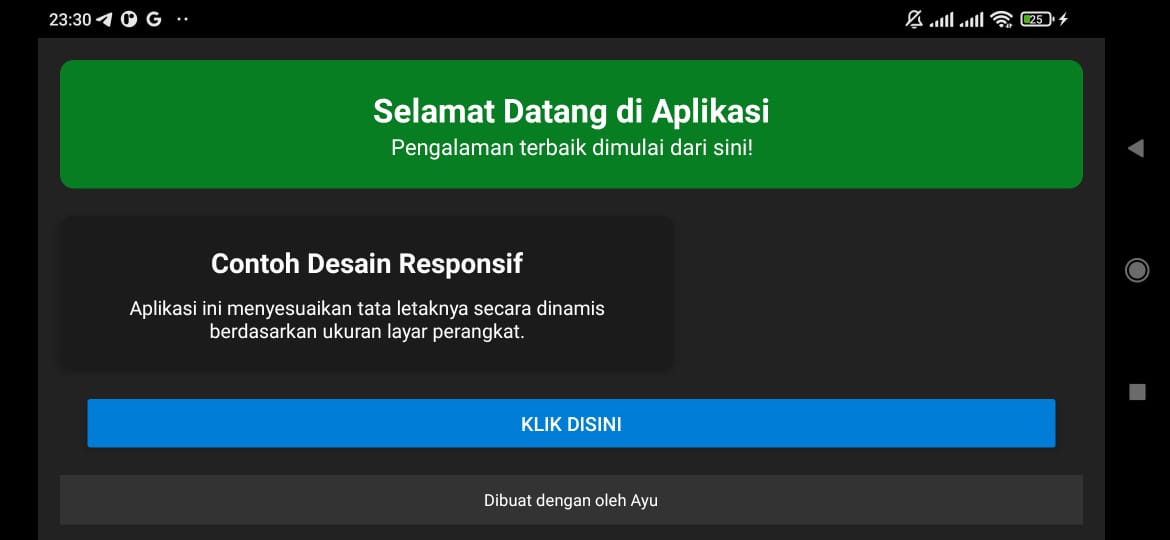 23:30
25
Selamat Datang di Aplikasi
Pengalaman terbaik dimulai dari sini!
Contoh Desain Responsif
Aplikasi ini menyesuaikan tata letaknya secara dinamis
berdasarkan ukuran layar perangkat.
KLIK DISINI
Dibuat dengan oleh Ayu